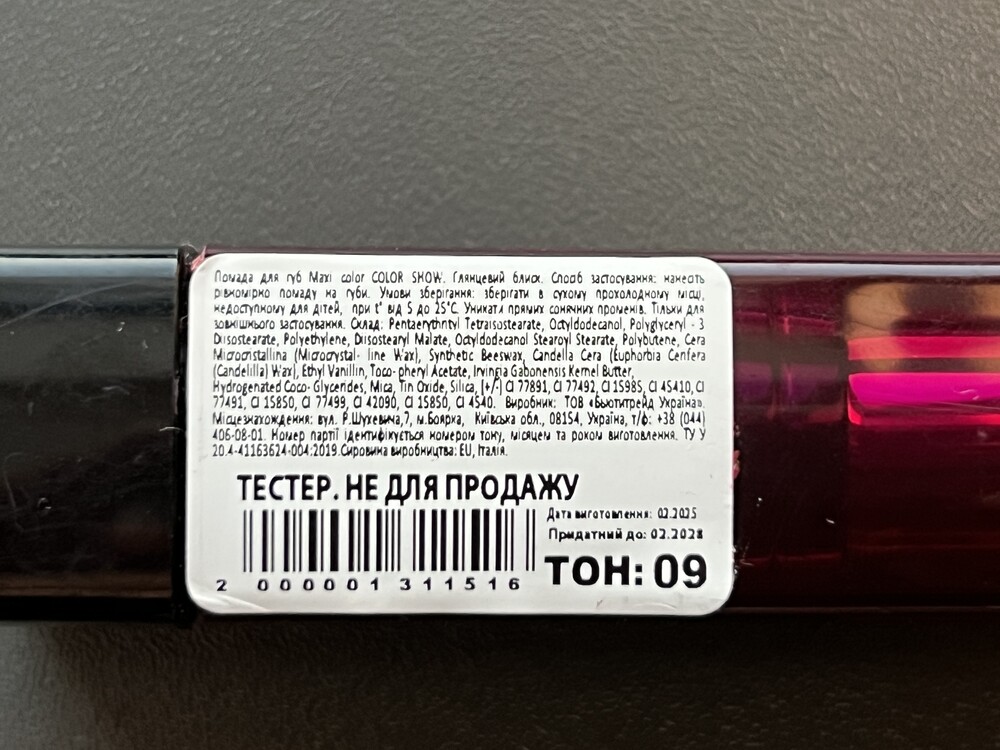 Помада для губ Maxi color COLOR SHOW. Глянцевий блиск. Спосіб застосування: нанесіть
рівномірно помаду на губи. Умови зберігання: зберігати в сухому прохолодному місці,
недоступному для дітей, при t° від 5 до 25°С. Уникати прямих сонячних променів. Тільки для
зовнішнього застосування. Склад: Pentaerythrityl Tetraisostearate, Octyldodecanol, Polyglyceryl - 3
Diisostearate, Polyethylene, Diisostearyl Malate, Octyldodecanol Stearoyl Stearate, Polybutene, Cera
Microcristallina (Microcrystal- line Wax), Synthetic Beeswax, Candella Cera (Euphorbia Cerifera
(Candelilla) Wax), Ethyl Vanillin, Toco- pheryl Acetate, Irvingia Gabonensis Kernel Butter,
Hydrogenated Coco- Glycerides, Mica, Tin Oxide, Silica, [+/-] CI 77891, CI 77492, CI 15985, CI 45410, CI
77491, CI 15850, CI 77499, CI 42090, CI 15850, CI 4540. Виробник: ТОВ «Бьютітрейд Україна».
Місцезнаходження: вул. Р.Шухевича,7, м.Боярка, Київська обл., 08154, Україна, т/ф: +38 (044)
406-08-01. Номер партії ідентифікується номером тону, місяцем та роком виготовлення. ТУ У
20.4-41163624-004:2019.Сировина виробництва: EU, Італія.
ТЕСТЕР. НЕ ДЛЯ ПРОДАЖУ
Дата виготовлення: 02.2025
Придатний до: 02.2028
ТОН: 09
2 000001 311516